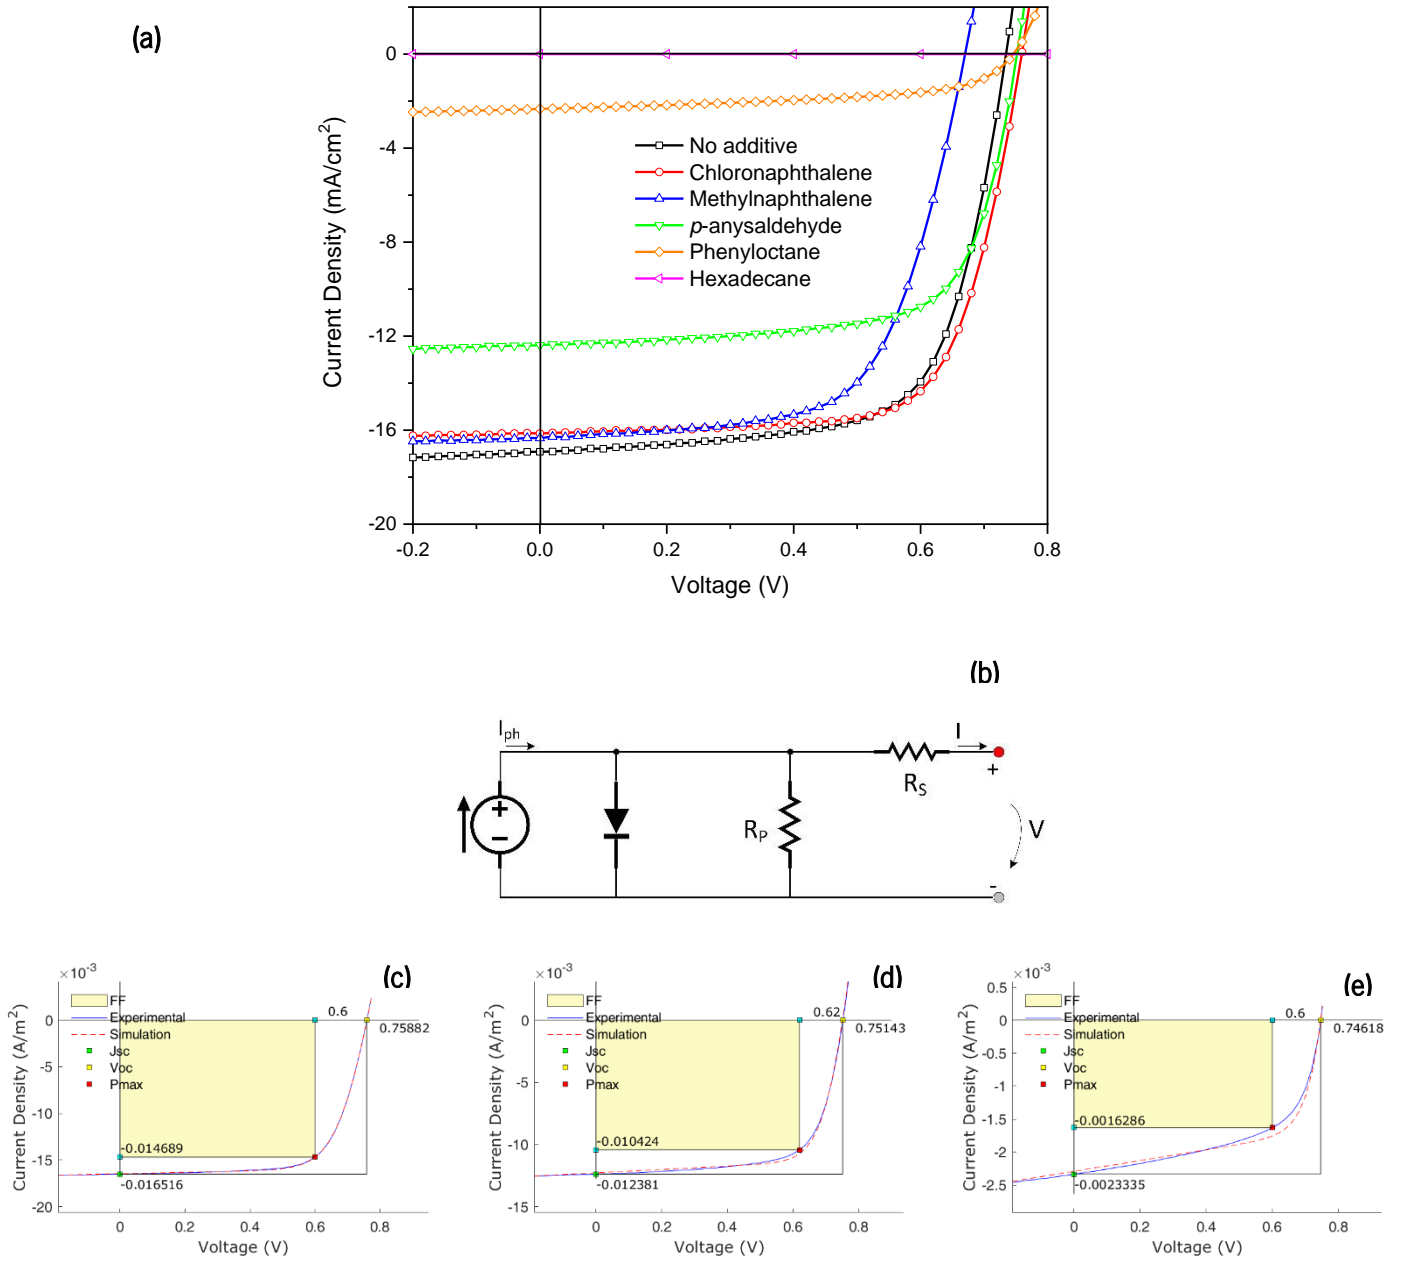 (a)
0
-4
-8
-12
-16
-20
Current Density (mA/cm2)
No additive
Chloronaphthalene
Methylnaphthalene
p-anysaldehyde
Phenyloctane
Hexadecane
-0.2 0.0 0.2 0.4 0.6 0.8
Voltage (V)
(b)
Iph
I
RS
+
RP
V
-
(c)
×10-3
FF
Experimental
Simulation
Jsc
Voc
Pmax
0.6
0.75882
-0.014689
-0.016516
0
-5
-10
-15
-20
Current Density (A/m2)
0 0.2 0.4 0.6 0.8
Voltage (V)
(d)
×10-3
FF
Experimental
Simulation
Jsc
Voc
Pmax
0.62
0.75143
-0.010424
-0.012381
0
-5
-10
-15
Current Density (A/m2)
0 0.2 0.4 0.6 0.8
Voltage (V)
(e)
×10-3
FF
Experimental
Simulation
Jsc
Voc
Pmax
0.6
0.74618
-0.0016286
-0.0023335
0.5
0
-0.5
-1
-1.5
-2
-2.5
Current Density (A/m2)
0 0.2 0.4 0.6 0.8
Voltage (V)